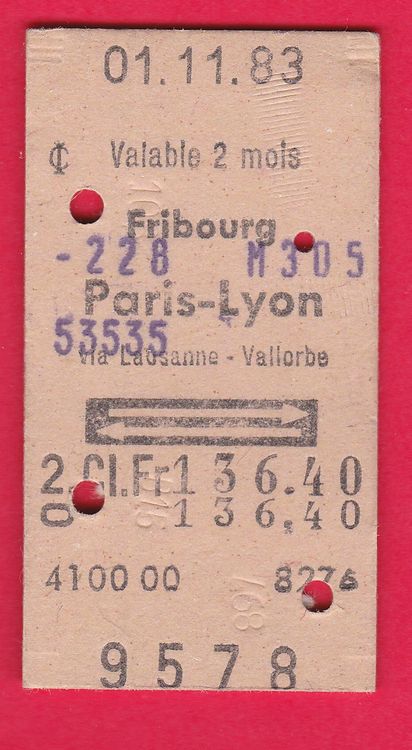 01.11.83
Valable 2 mois
Fribourg
-228 M305
Paris-Lyon
53535
via Lausanne - Vallorbe
2.Cl.Fr 136.40
0 136.40
4100 00 8276
9578